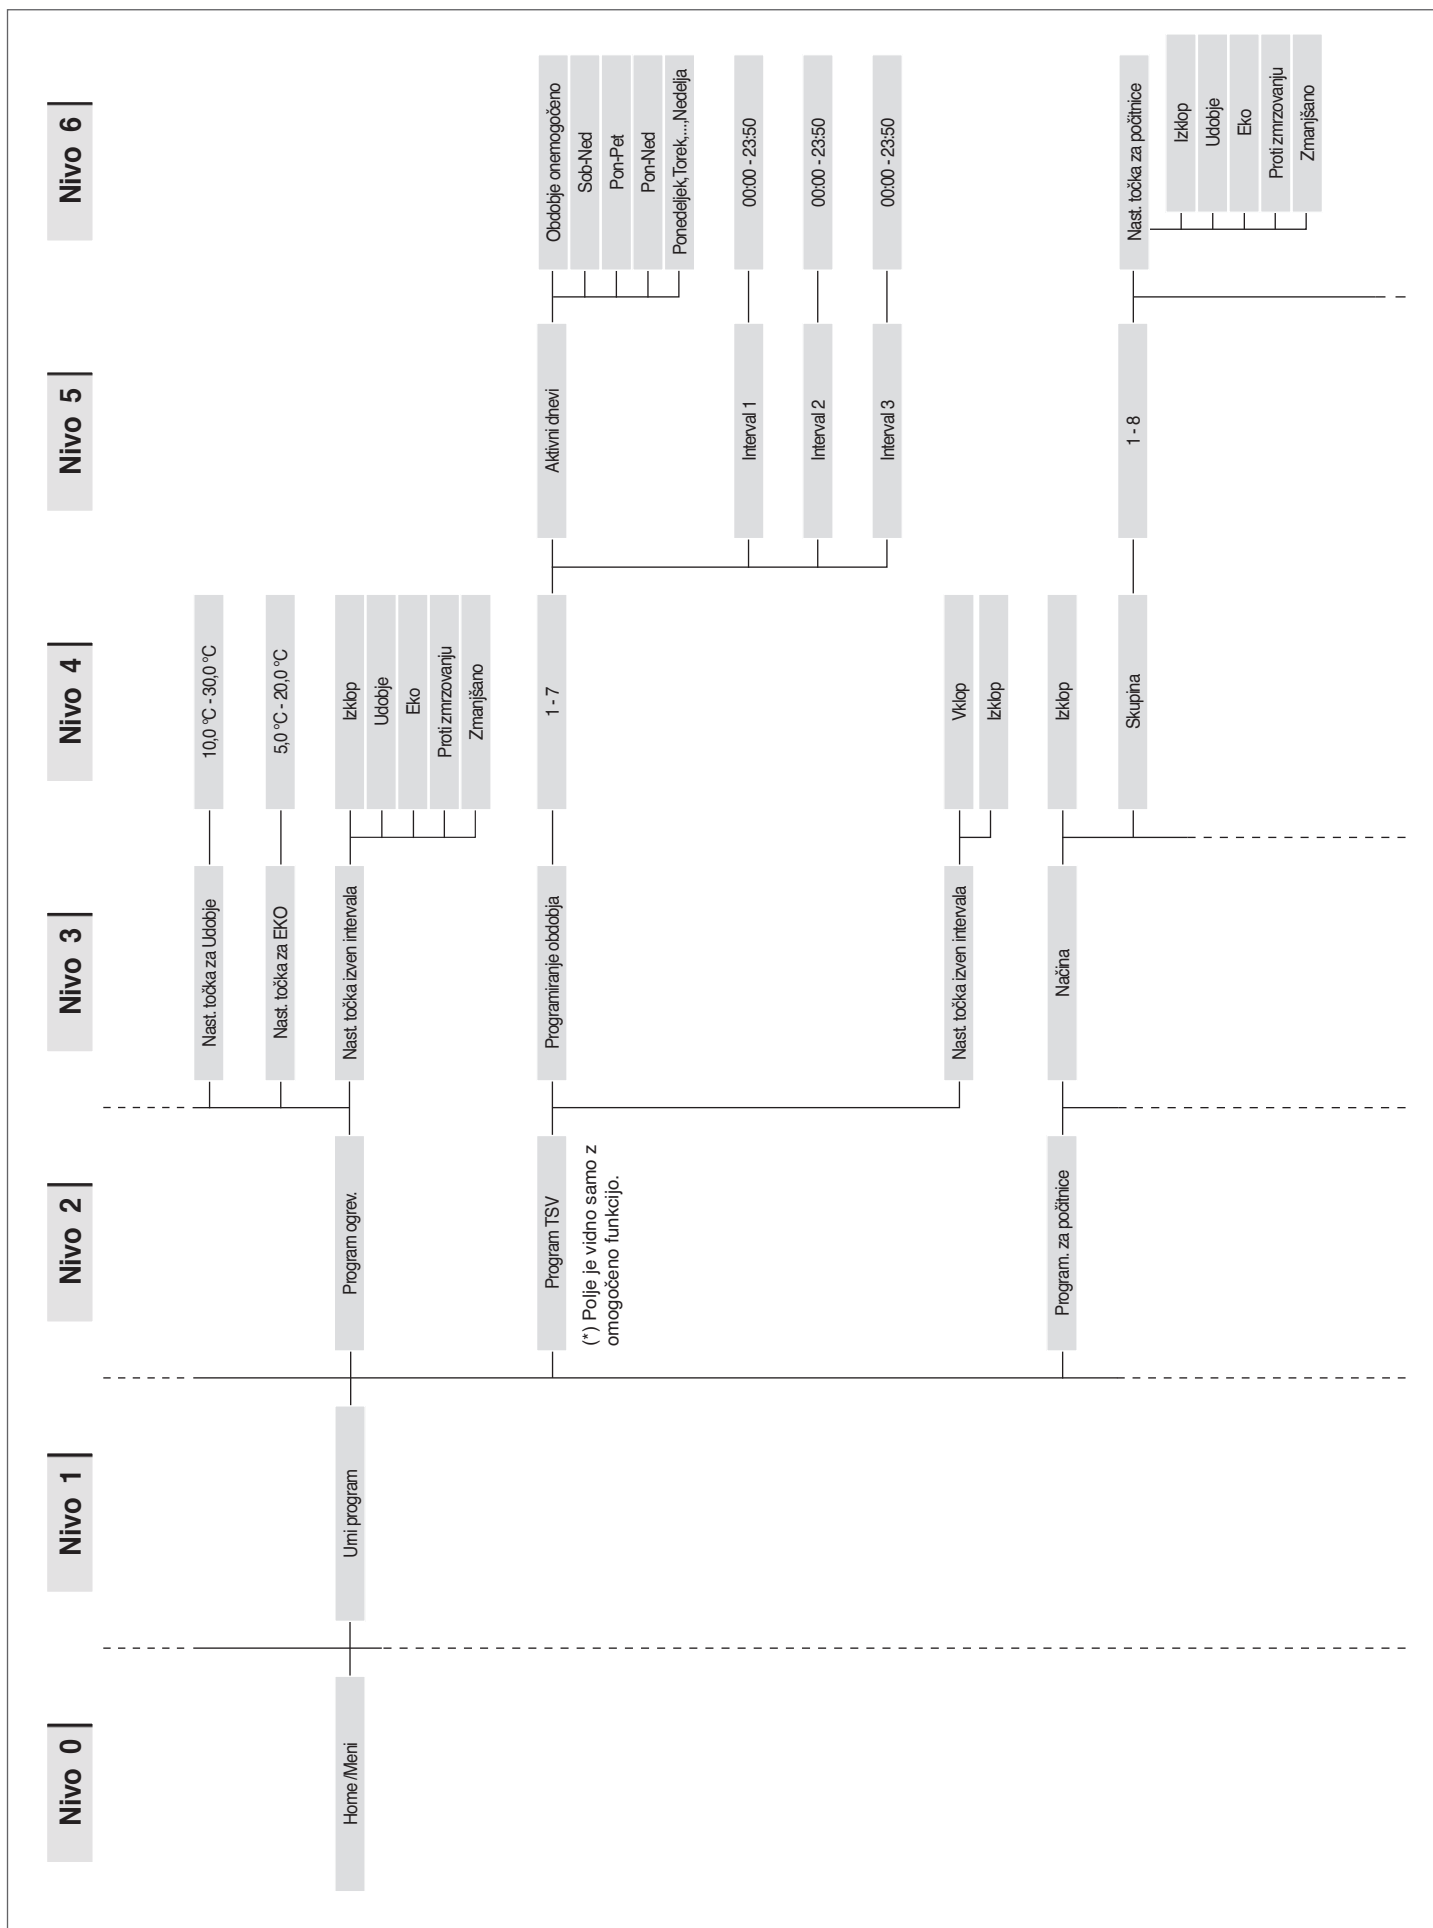 Nivo 0
Nivo 1
Nivo 2
Nivo 3
Nivo 4
Nivo 5
Nivo 6
Nast. točka za Udobje
10,0 °C - 30,0 °C
Nast. točka za EKO
5,0 °C - 20,0 °C
Home /Meni
Urni program
Program ogrev.
Nast. točka izven intervala
Izklop
Udobje
Eko
Proti zmrzovanju
Zmanjšano
Program TSV
(*) Polje je vidno samo z
omogočeno funkcijo.
Programiranje obdobja
1 - 7
Aktivni dnevi
Obdobje onemogočeno
Sob-Ned
Pon-Pet
Pon-Ned
Ponedeljek,Torek,...,Nedelja
Interval 1
00:00 - 23:50
Interval 2
00:00 - 23:50
Interval 3
00:00 - 23:50
Nast. točka izven intervala
Vklop
Izklop
Program. za počitnice
Načina
Izklop
Skupina
1 - 8
Nast. točka za počitnice
Izklop
Udobje
Eko
Proti zmrzovanju
Zmanjšano